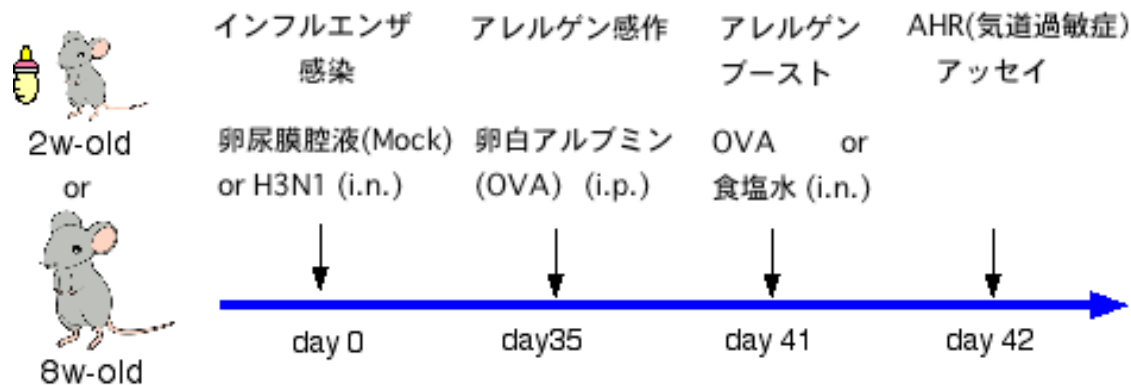 インフルエンザ
感染
アレルゲン感作
アレルゲン
ブースト
AHR(気道過敏症)
アッセイ
2w-old
or
8w-old
卵尿膜腔液(Mock)
or H3N1 (i.n.)
卵白アルブミン
(OVA) (i.p.)
OVA or
食塩水 (i.n.)
day 0
day35
day 41
day 42